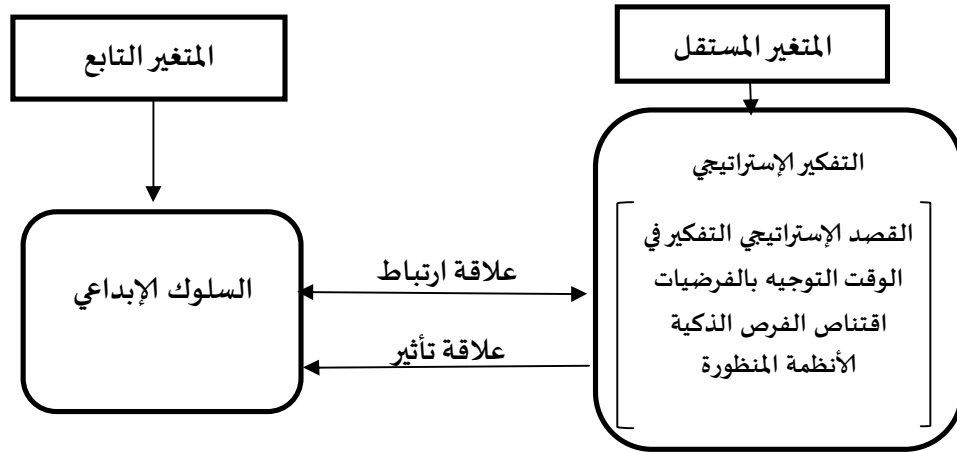 المتغير المستقل
المتغير التابع
التفكير الإستراتيجي
القصد الإستراتيجي التفكير في
الوقت التوجيه بالفرضيات
اقتناص الفرص الذكية
الأنظمة المنظورة
علاقة ارتباط
علاقة تأثير
السلوك الإبداعي